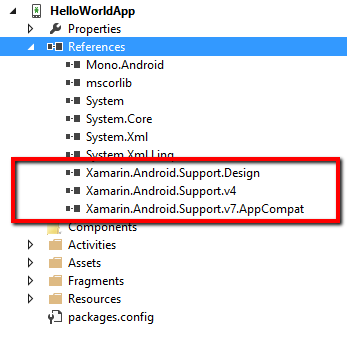 HelloWorldApp
Properties
References
Mono.Android
mscorlib
System
System.Core
System.Xml
System.Xml.Linq
Xamarin.Android.Support.Design
Xamarin.Android.Support.v4
Xamarin.Android.Support.v7.AppCompat
Components
Activities
Assets
Fragments
Resources
packages.config